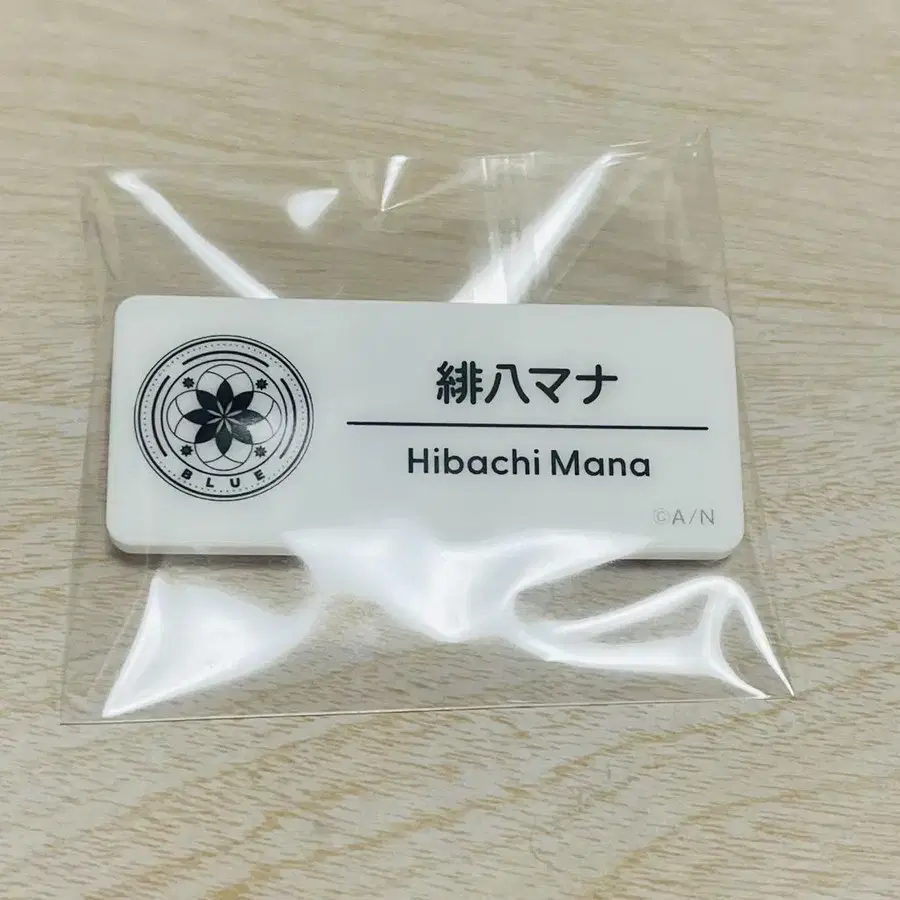 BLUE
緋八マナ
Hibachi Mana
©A/N